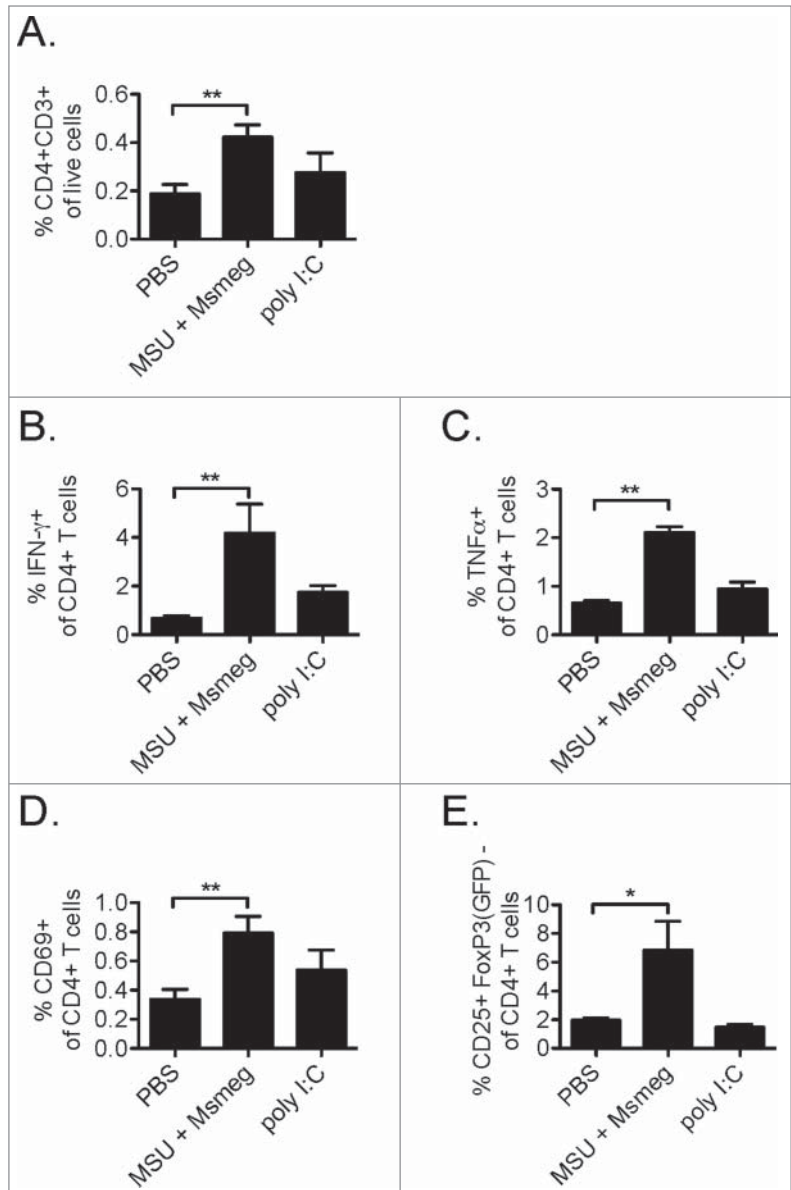 A.
% CD4+CD3+
of live cells
0.6
0.4
0.2
0.0
**
PBS
MSU + Msmeg
poly I:C
B.
% IFN-γ+
of CD4+ T cells
6
4
2
0
**
PBS
MSU + Msmeg
poly I:C
C.
% TNFα+
of CD4+ T cells
3
2
1
0
**
PBS
MSU + Msmeg
poly I:C
D.
% CD69+
of CD4+ T cells
1.0
0.8
0.6
0.4
0.2
0.0
**
PBS
MSU + Msmeg
poly I:C
E.
% CD25+ FoxP3(GFP) -
of CD4+ T cells
10
8
6
4
2
0
*
PBS
MSU + Msmeg
poly I:C